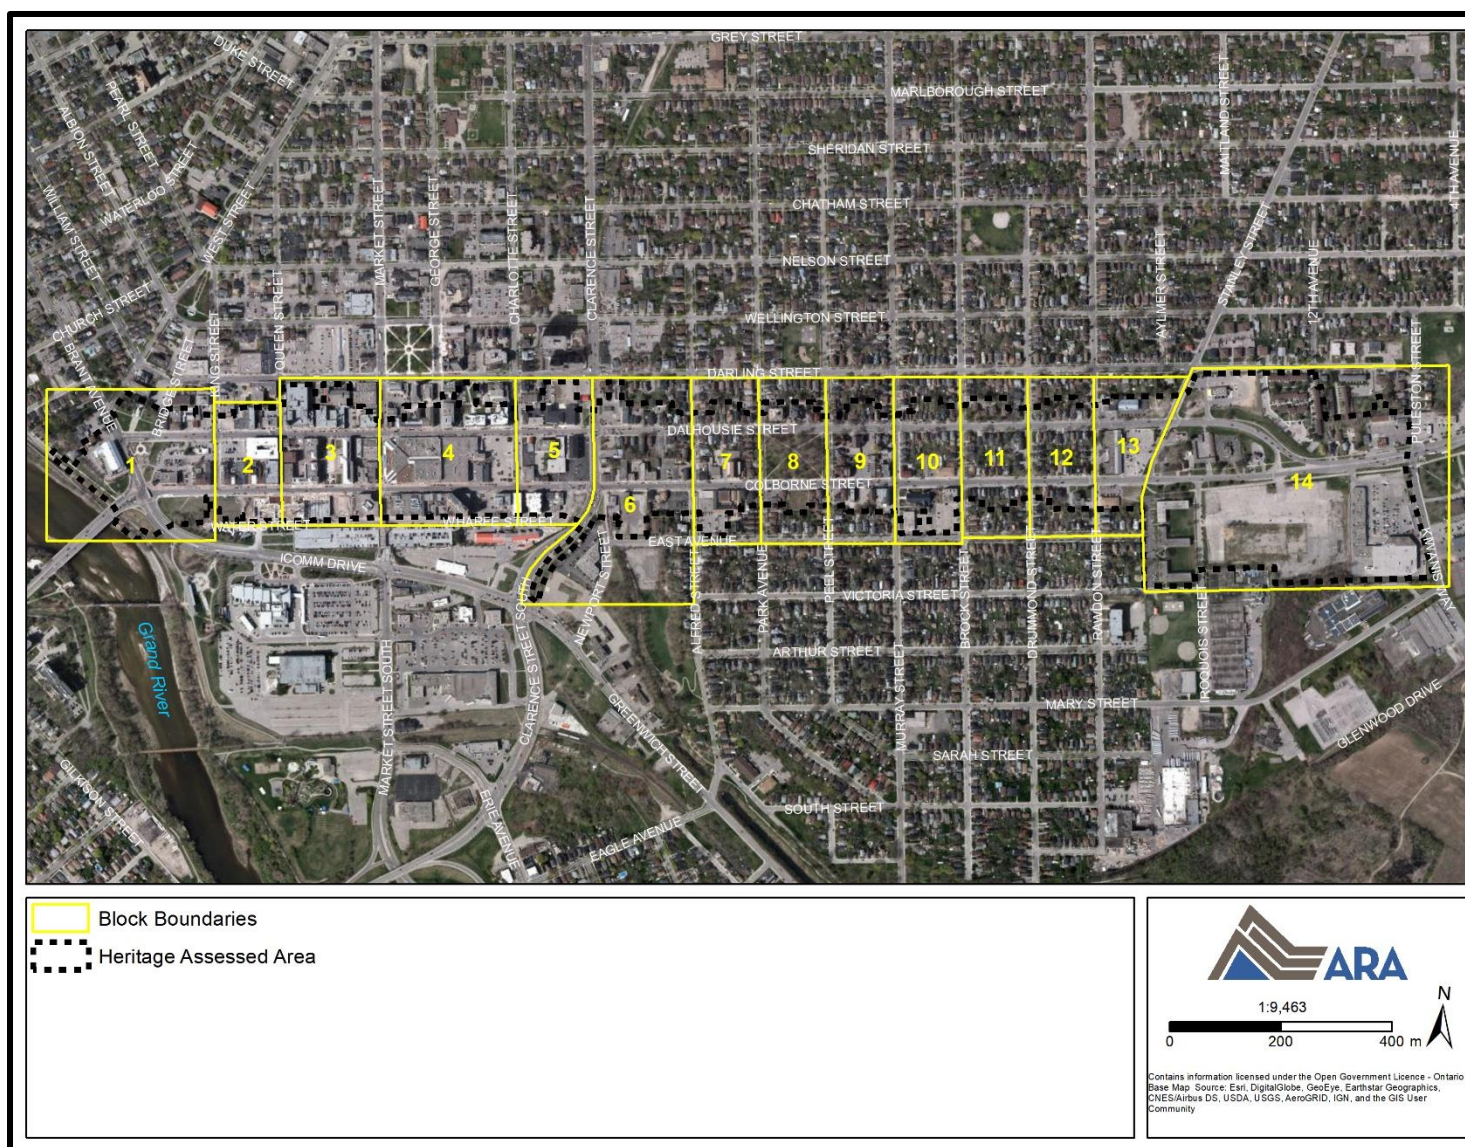 GREY STREET
DUKE STREET
MARLBOROUGH STREET
PEARL STREET
ALBION STREET
MAITLAND STREET
SHERIDAN STREET
WATERLOO STREET
WILLIAM STREET
WEST STREET
MARKET STREET
GEORGE STREET
CHARLOTTE STREET
CLARENCE STREET
CHATHAM STREET
4TH AVENUE
STANLEY STREET
NELSON STREET
AYLMER STREET
12TH AVENUE
CHURCH STREET
BRANT AVENUE
BRIDGE STREET
KING STREET
QUEEN STREET
WELLINGTON STREET
DARLING STREET
PULESTON STREET
DALHOUSIE STREET
1
2
3
4
5
6
7
8
9
10
11
12
13
14
COLBORNE STREET
WATER STREET
WHARFE STREET
EAST AVENUE
ICOMM DRIVE
NEWPORT STREET
ALFRED STREET
PARK AVENUE
PEEL STREET
VICTORIA STREET
BROCK STREET
DRUMMOND STREET
RAWDON STREET
IROQUOIS STREET
KIWANIS WAY
Grand River
MARKET STREET SOUTH
CLARENCE STREET SOUTH
GREENWICH STREET
ARTHUR STREET
MURRAY STREET
MARY STREET
GLENWOOD DRIVE
SARAH STREET
GILKISON STREET
ERIE AVENUE
EAGLE AVENUE
SOUTH STREET
Block Boundaries
Heritage Assessed Area
ARA
1:9,463
N
0 200 400 m
Contains information licensed under the Open Government Licence - Ontario
Base Map Source: Esri, DigitalGlobe, GeoEye, Earthstar Geographics,
CNES/Airbus DS, USDA, USGS, AeroGRID, IGN, and the GIS User
Community